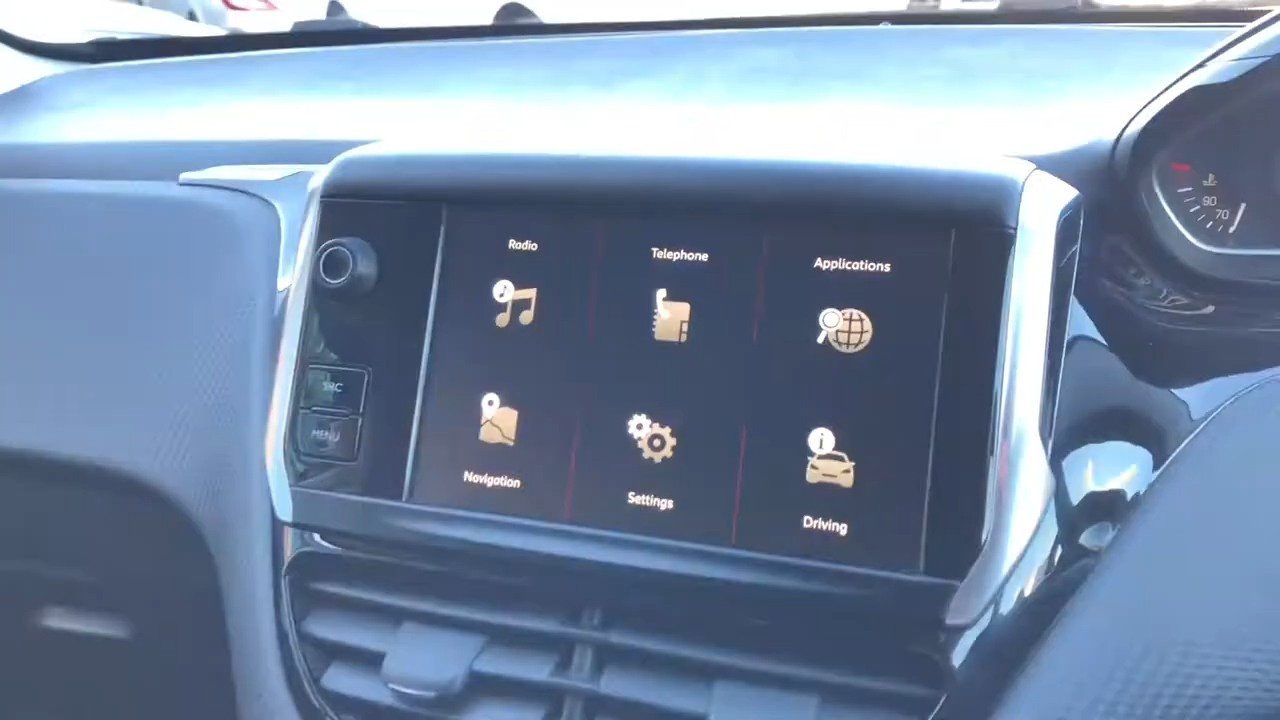 Radio
Telephone
Applications
SRC
MENU
Navigation
Settings
Driving
90
70